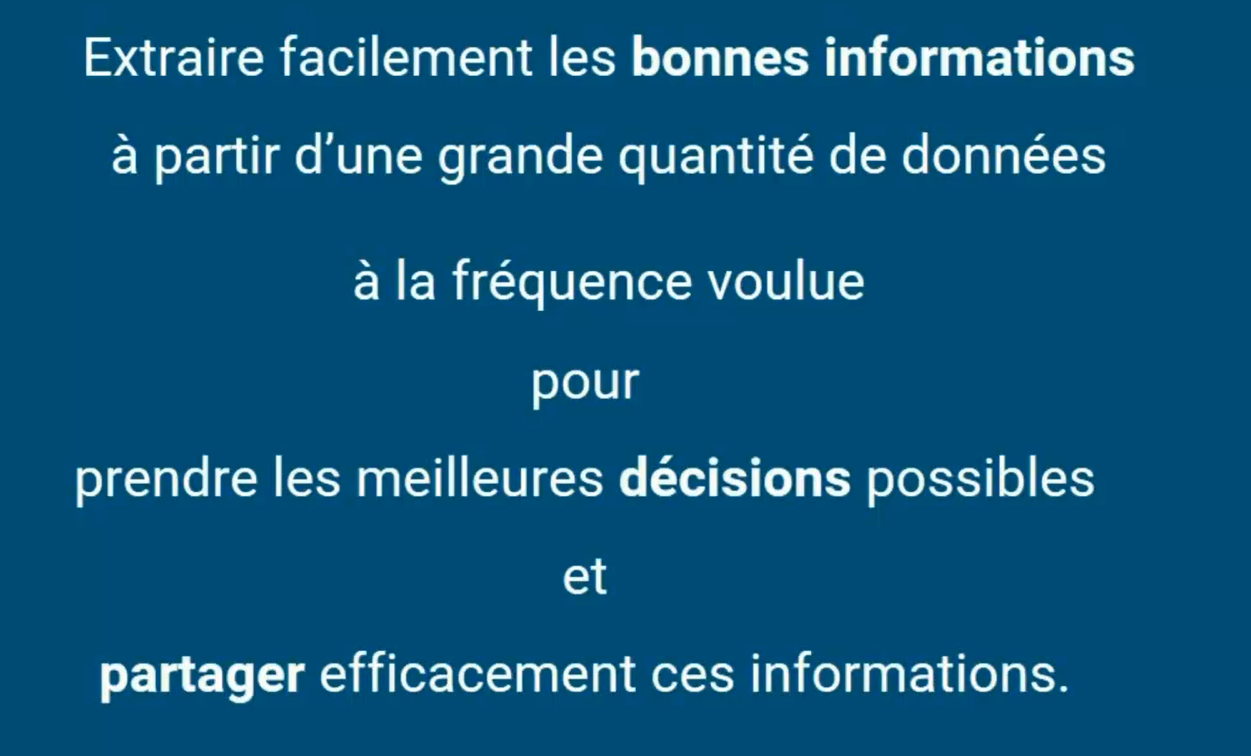 Extraire facilement les bonnes informations
à partir d’une grande quantité de données
à la fréquence voulue
pour
prendre les meilleures décisions possibles
et
partager efficacement ces informations.